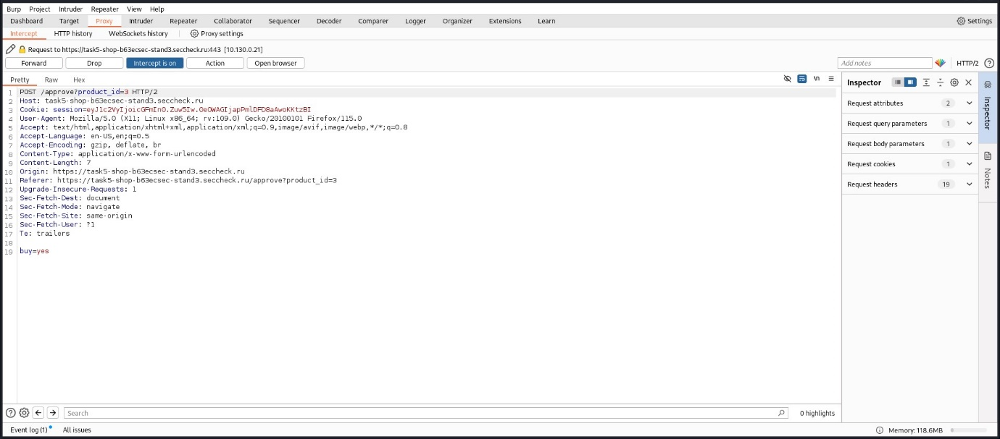 Burp Project Intruder Repeater View Help
Dashboard Target Proxy Intruder Repeater Collaborator Sequencer Decoder Comparer Logger Organizer Extensions Learn Settings
Intercept HTTP history WebSockets history Proxy settings
Request to https://task5-shop-b63ecsec-stand3.seccheck.ru:443 [10.130.0.21]
Forward Drop Intercept is on Action Open browser Add notes HTTP/2
Pretty Raw Hex \n
Inspector
1 POST /approve?product_id=3 HTTP/2
2 Host: task5-shop-b63ecsec-stand3.seccheck.ru
3 Cookie: session=eyJ1c2VyIjoicGFmIn0.Zuw5Iw.0eOWAGIjapPmlDFD8aAwoKKtzBI
4 User-Agent: Mozilla/5.0 (X11; Linux x86_64; rv:109.0) Gecko/20100101 Firefox/115.0
5 Accept: text/html,application/xhtml+xml,application/xml;q=0.9,image/avif,image/webp,*/*;q=0.8
6 Accept-Language: en-US,en;q=0.5
7 Accept-Encoding: gzip, deflate, br
8 Content-Type: application/x-www-form-urlencoded
9 Content-Length: 7
10 Origin: https://task5-shop-b63ecsec-stand3.seccheck.ru
11 Referer: https://task5-shop-b63ecsec-stand3.seccheck.ru/approve?product_id=3
12 Upgrade-Insecure-Requests: 1
13 Sec-Fetch-Dest: document
14 Sec-Fetch-Mode: navigate
15 Sec-Fetch-Site: same-origin
16 Sec-Fetch-User: ?1
17 Te: trailers
18
19 buy=yes
Request attributes 2
Request query parameters 1
Request body parameters 1
Request cookies 1
Request headers 19
Inspector
Notes
Search 0 highlights
Event log (1) All issues Memory: 118.6MB